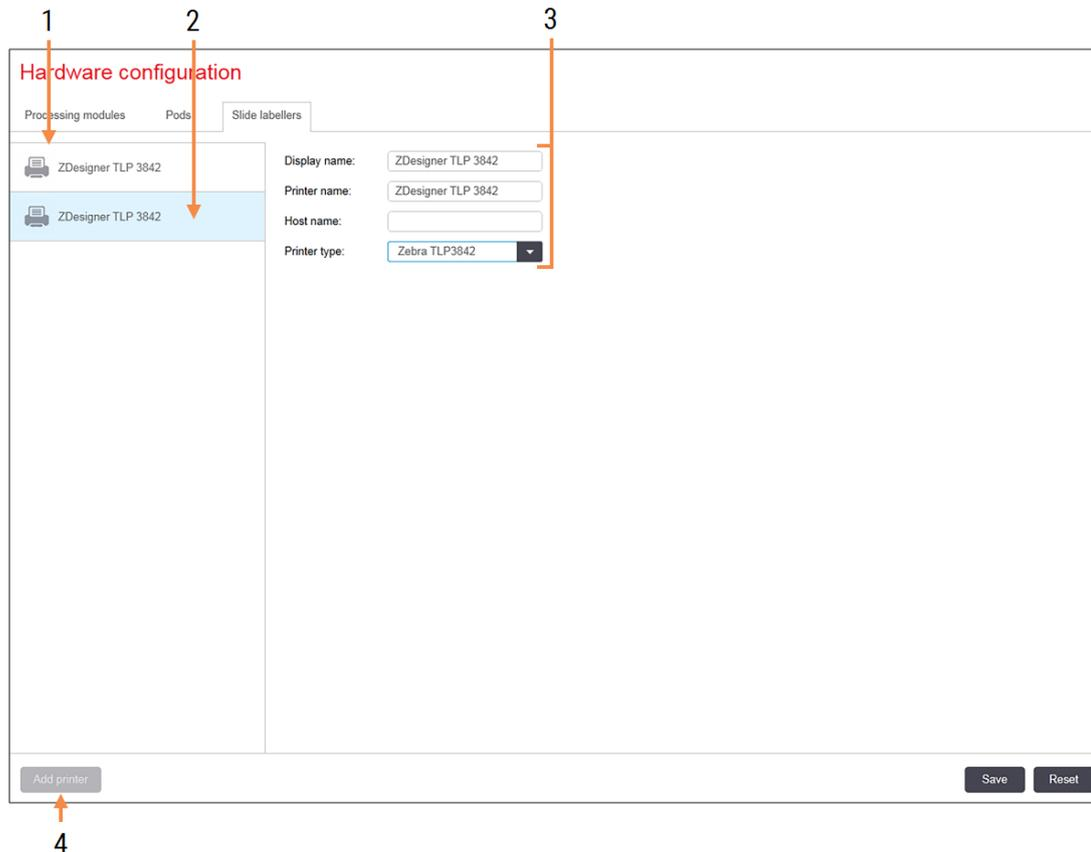 1 2 3
Hardware configuration
Processing modules Pods Slide labellers
ZDesigner TLP 3842
ZDesigner TLP 3842
Display name: ZDesigner TLP 3842
Printer name: ZDesigner TLP 3842
Host name:
Printer type: Zebra TLP3842
Add printer Save Reset
4